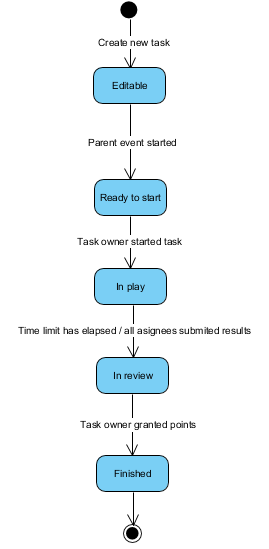 Create new task
Editable
Parent event started
Ready to start
Task owner started task
In play
Time limit has elapsed / all asignees submited results
In review
Task owner granted points
Finished